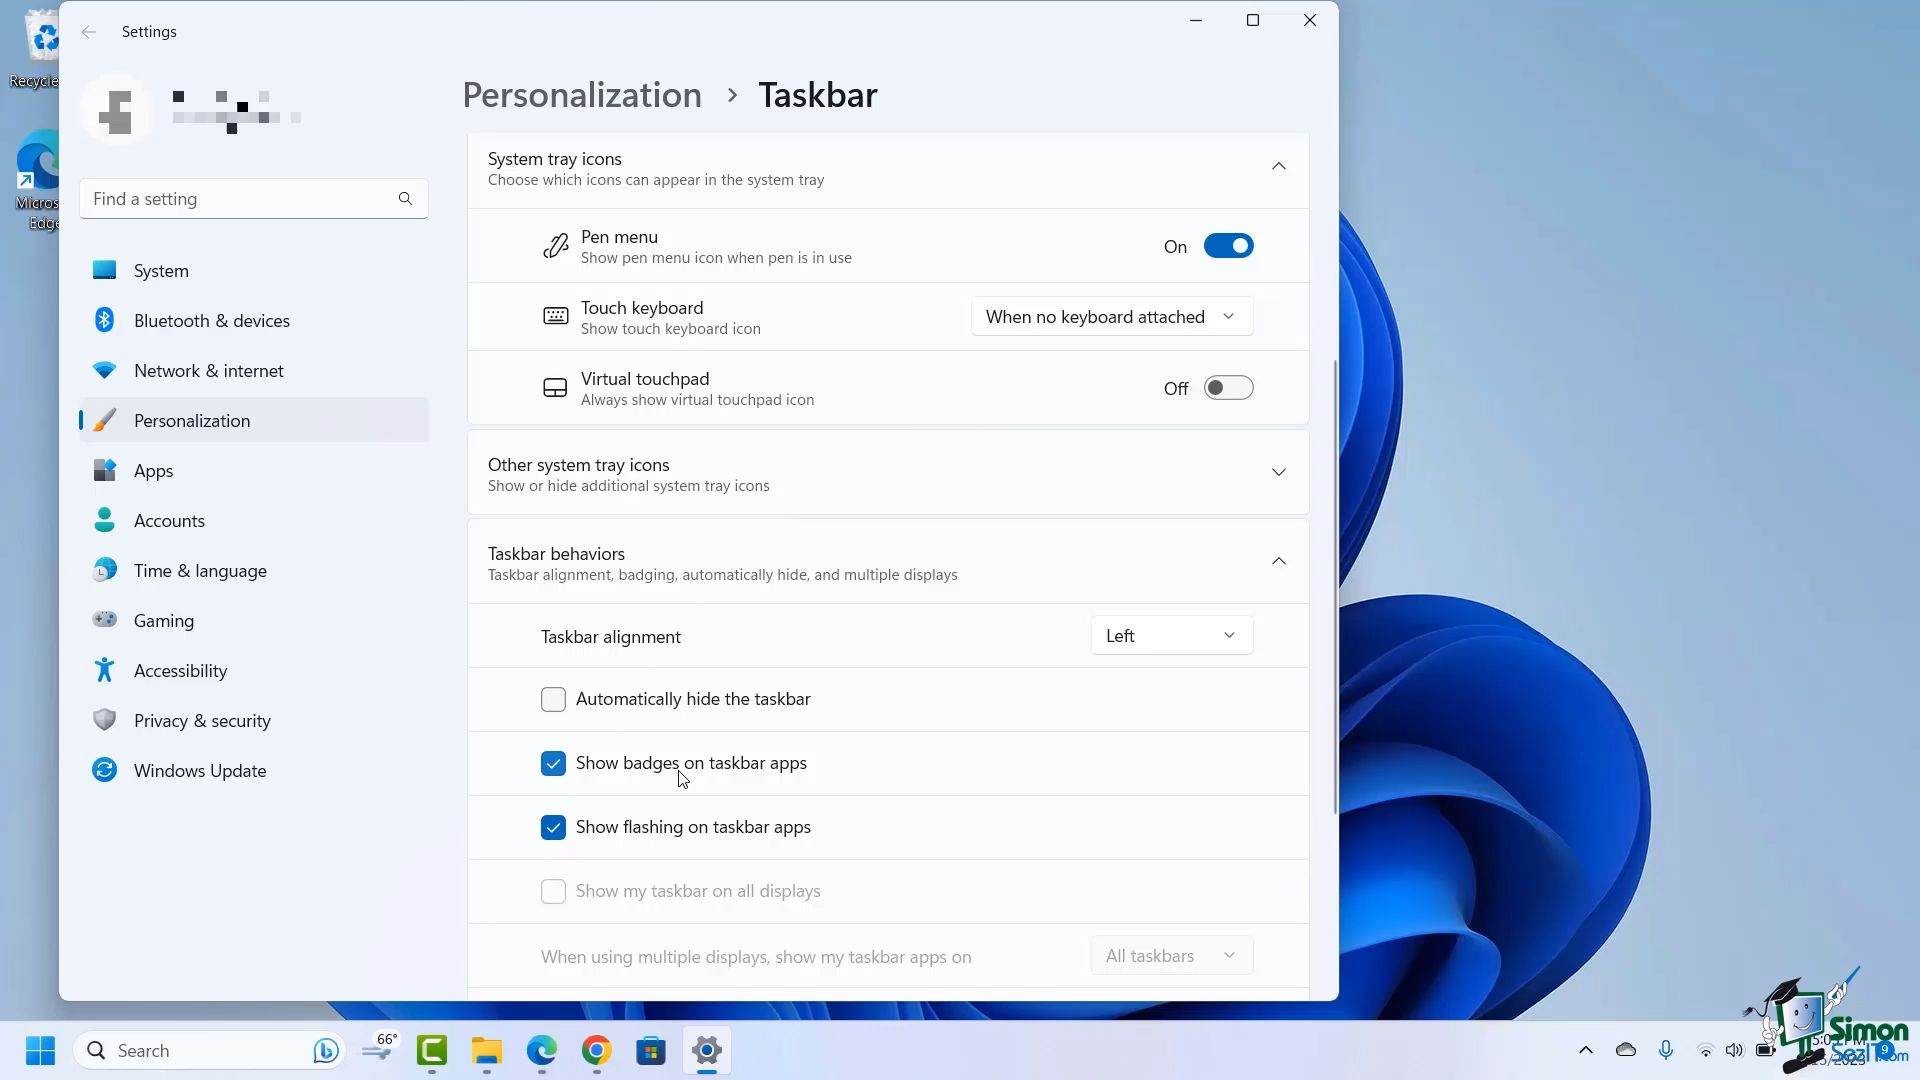 Settings
Personalization > Taskbar
Find a setting
System
Bluetooth & devices
Network & internet
Personalization
Apps
Accounts
Time & language
Gaming
Accessibility
Privacy & security
Windows Update
System tray icons
Choose which icons can appear in the system tray
Pen menu
Show pen menu icon when pen is in use
On
Touch keyboard
Show touch keyboard icon
When no keyboard attached
Virtual touchpad
Always show virtual touchpad icon
Off
Other system tray icons
Show or hide additional system tray icons
Taskbar behaviors
Taskbar alignment, badging, automatically hide, and multiple displays
Taskbar alignment
Left
Automatically hide the taskbar
Show badges on taskbar apps
Show flashing on taskbar apps
Show my taskbar on all displays
When using multiple displays, show my taskbar apps on
All taskbars
Recycle
Micros
Edge
Search
66°
Simon
SezIT.com
9